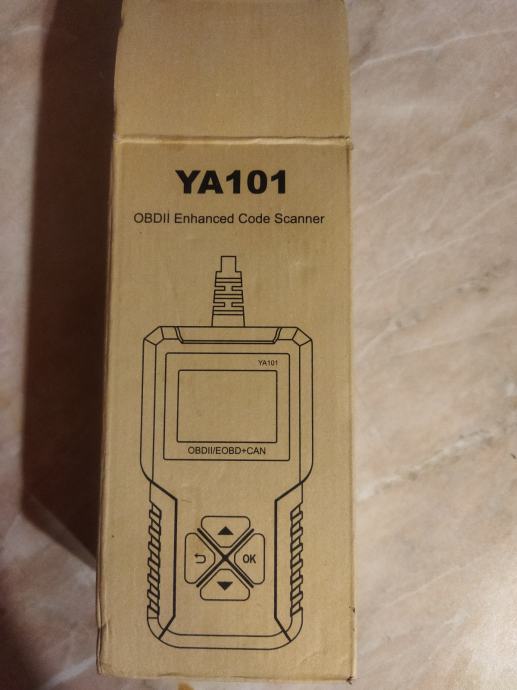 YA101
OBDII Enhanced Code Scanner
YA101
OBDII/EOBD+CAN
OK